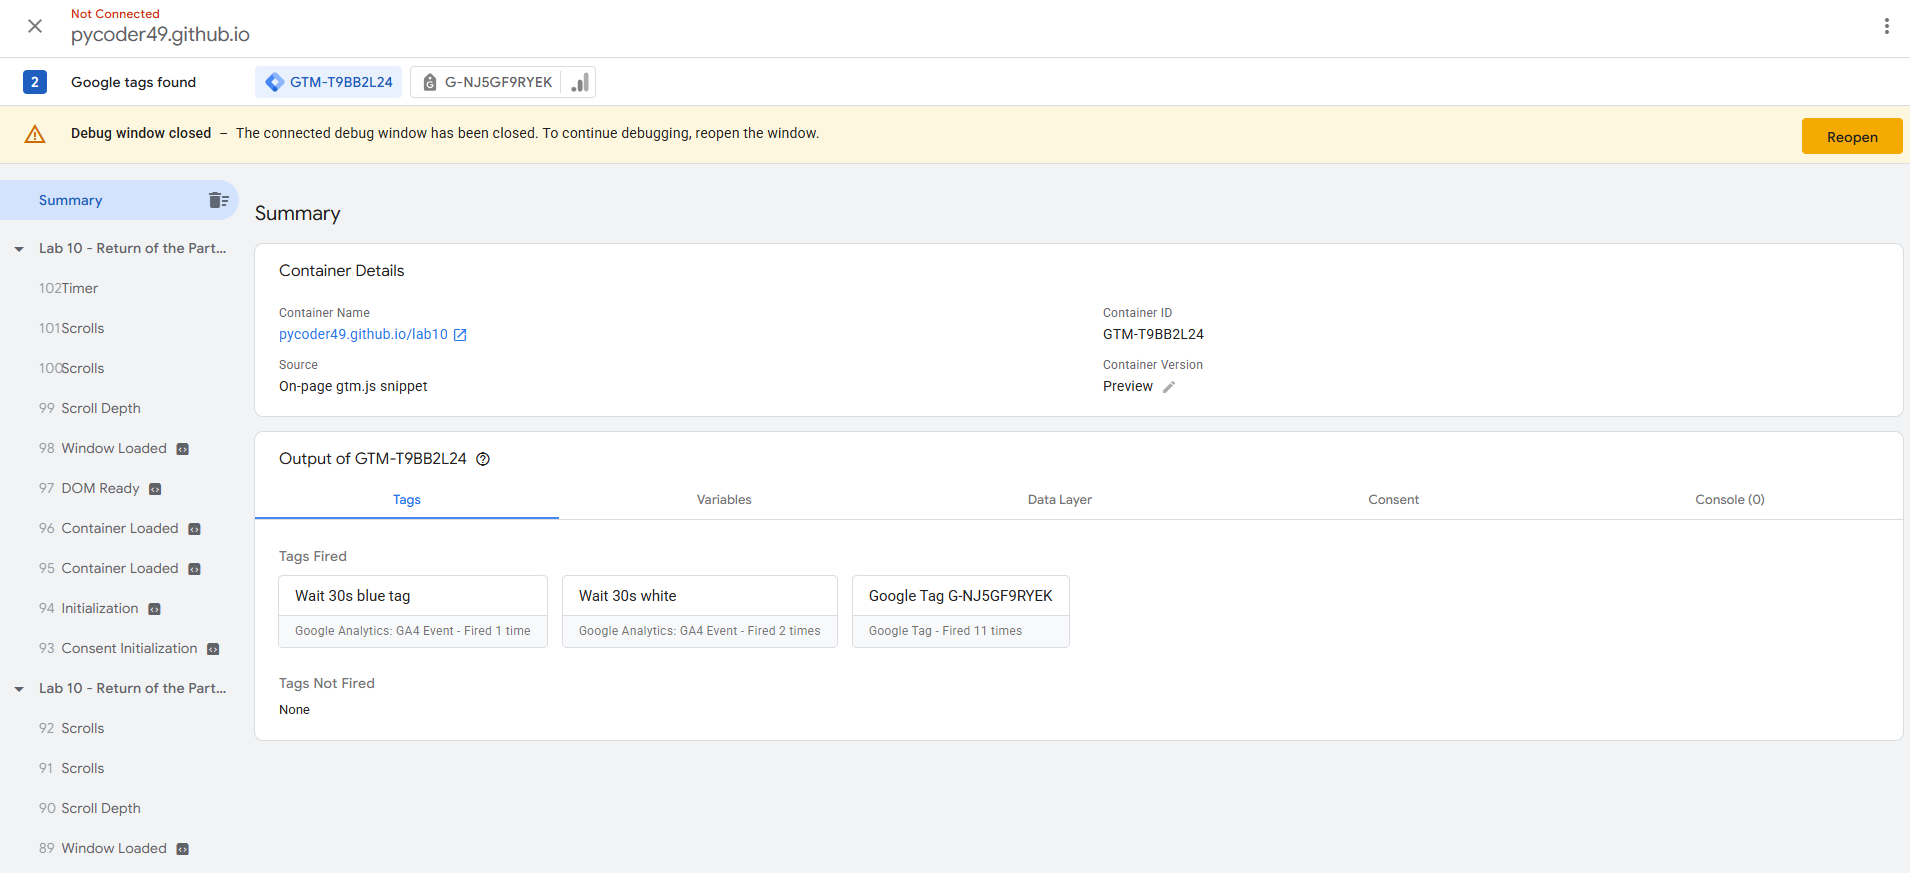 Not Connected
pycoder49.github.io
2 Google tags found GTM-T9BB2L24 G-NJ5GF9RYEK
Debug window closed – The connected debug window has been closed. To continue debugging, reopen the window.
Reopen
Summary
Lab 10 - Return of the Part...
102 Timer
101 Scrolls
100 Scrolls
99 Scroll Depth
98 Window Loaded
97 DOM Ready
96 Container Loaded
95 Container Loaded
94 Initialization
93 Consent Initialization
Lab 10 - Return of the Part...
92 Scrolls
91 Scrolls
90 Scroll Depth
89 Window Loaded
Summary
Container Details
Container Name
pycoder49.github.io/lab10
Container ID
GTM-T9BB2L24
Source
On-page gtm.js snippet
Container Version
Preview
Output of GTM-T9BB2L24
Tags Variables Data Layer Consent Console (0)
Tags Fired
Wait 30s blue tag
Google Analytics: GA4 Event - Fired 1 time
Wait 30s white
Google Analytics: GA4 Event - Fired 2 times
Google Tag G-NJ5GF9RYEK
Google Tag - Fired 11 times
Tags Not Fired
None